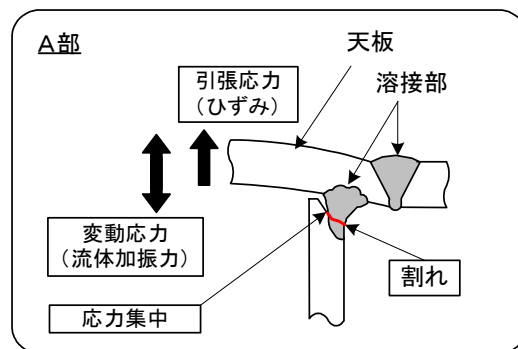 A部
天板
溶接部
引張応力
(ひずみ)
変動応力
(流体加振力)
応力集中
割れ